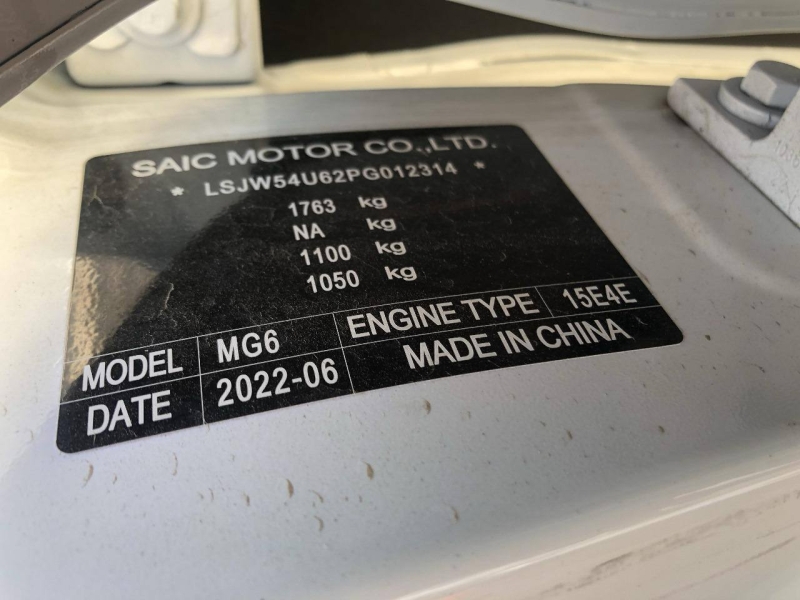 SAIC MOTOR CO.,LTD.
* LSJW54U62PG012314 *
1763 kg
NA kg
1100 kg
1050 kg
MODEL MG6 ENGINE TYPE 15E4E
DATE 2022-06 MADE IN CHINA